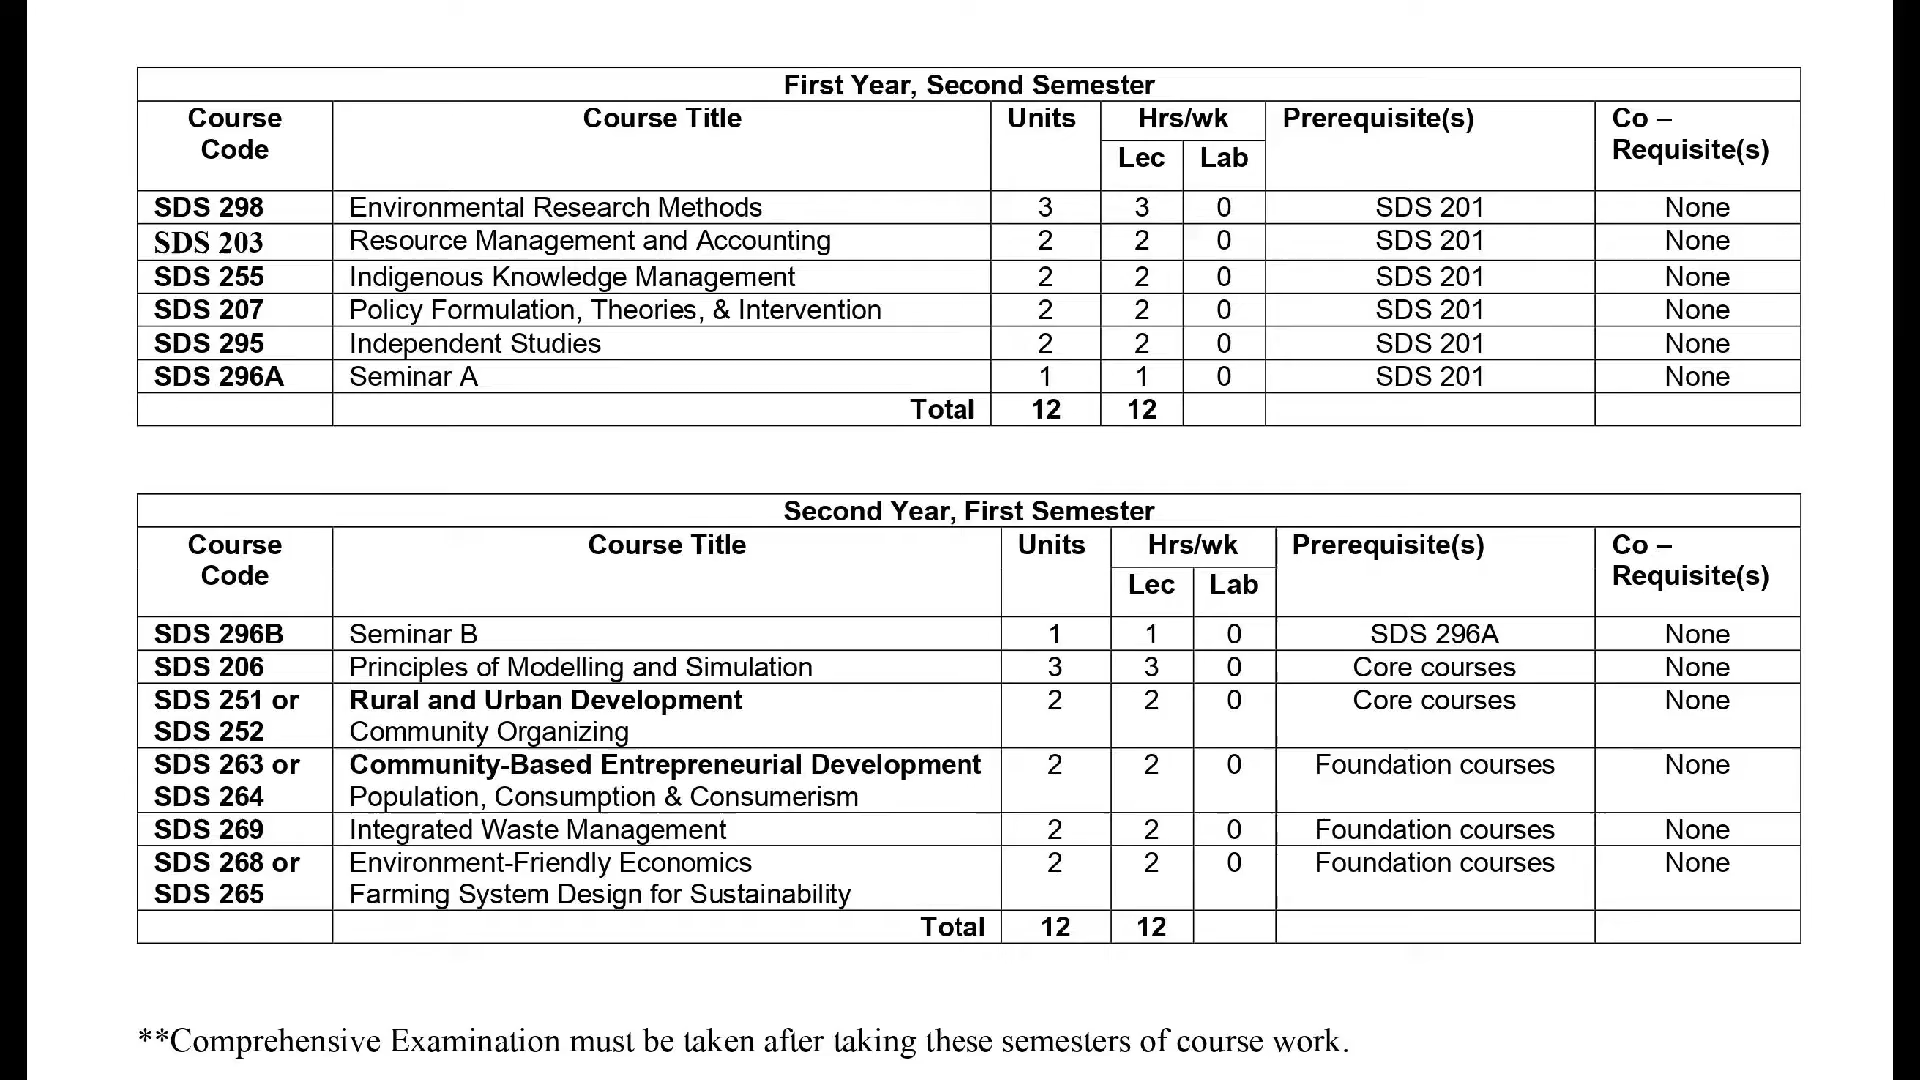 First Year, Second Semester
Course Code Course Title Units Hrs/wk Prerequisite(s) Co – Requisite(s)
Lec Lab
SDS 298 Environmental Research Methods 3 3 0 SDS 201 None
SDS 203 Resource Management and Accounting 2 2 0 SDS 201 None
SDS 255 Indigenous Knowledge Management 2 2 0 SDS 201 None
SDS 207 Policy Formulation, Theories, & Intervention 2 2 0 SDS 201 None
SDS 295 Independent Studies 2 2 0 SDS 201 None
SDS 296A Seminar A 1 1 0 SDS 201 None
Total 12 12
Second Year, First Semester
Course Code Course Title Units Hrs/wk Prerequisite(s) Co – Requisite(s)
Lec Lab
SDS 296B Seminar B 1 1 0 SDS 296A None
SDS 206 Principles of Modelling and Simulation 3 3 0 Core courses None
SDS 251 or Rural and Urban Development 2 2 0 Core courses None
SDS 252 Community Organizing
SDS 263 or Community-Based Entrepreneurial Development 2 2 0 Foundation courses None
SDS 264 Population, Consumption & Consumerism
SDS 269 Integrated Waste Management 2 2 0 Foundation courses None
SDS 268 or Environment-Friendly Economics 2 2 0 Foundation courses None
SDS 265 Farming System Design for Sustainability
Total 12 12
**Comprehensive Examination must be taken after taking these semesters of course work.